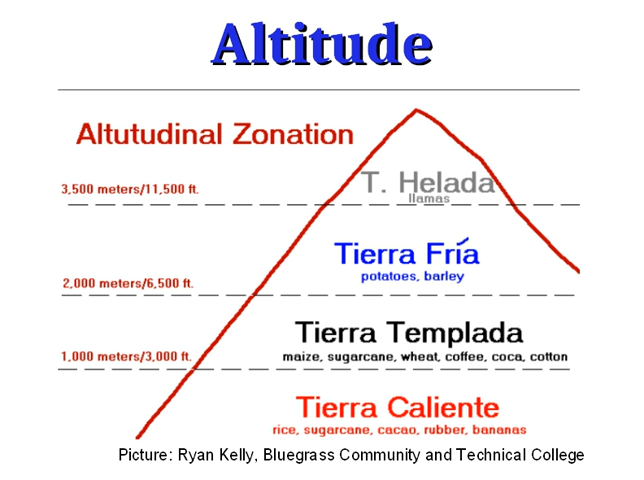 Altitude
Altutudinal Zonation
3,500 meters/11,500 ft.
T. Helada
llamas
Tierra Fría
potatoes, barley
2,000 meters/6,500 ft.
Tierra Templada
maize, sugarcane, wheat, coffee, coca, cotton
1,000 meters/3,000 ft.
Tierra Caliente
rice, sugarcane, cacao, rubber, bananas
Picture: Ryan Kelly, Bluegrass Community and Technical College